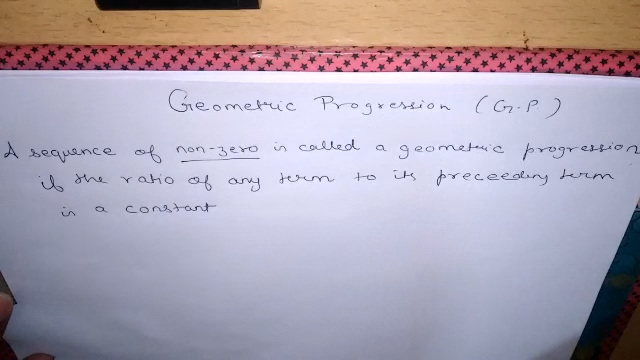 Geometric Progression (G.P.)
A sequence of non-zero is called a geometric progression
if the ratio of any term to its preceeding term
is a constant